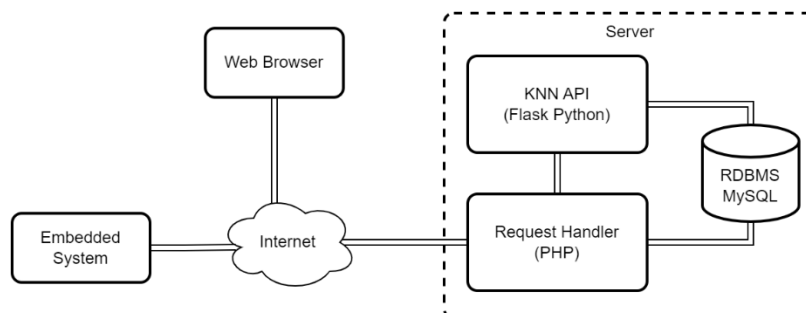 Server
Web Browser
KNN API
(Flask Python)
RDBMS
MySQL
Embedded
System
Internet
Request Handler
(PHP)